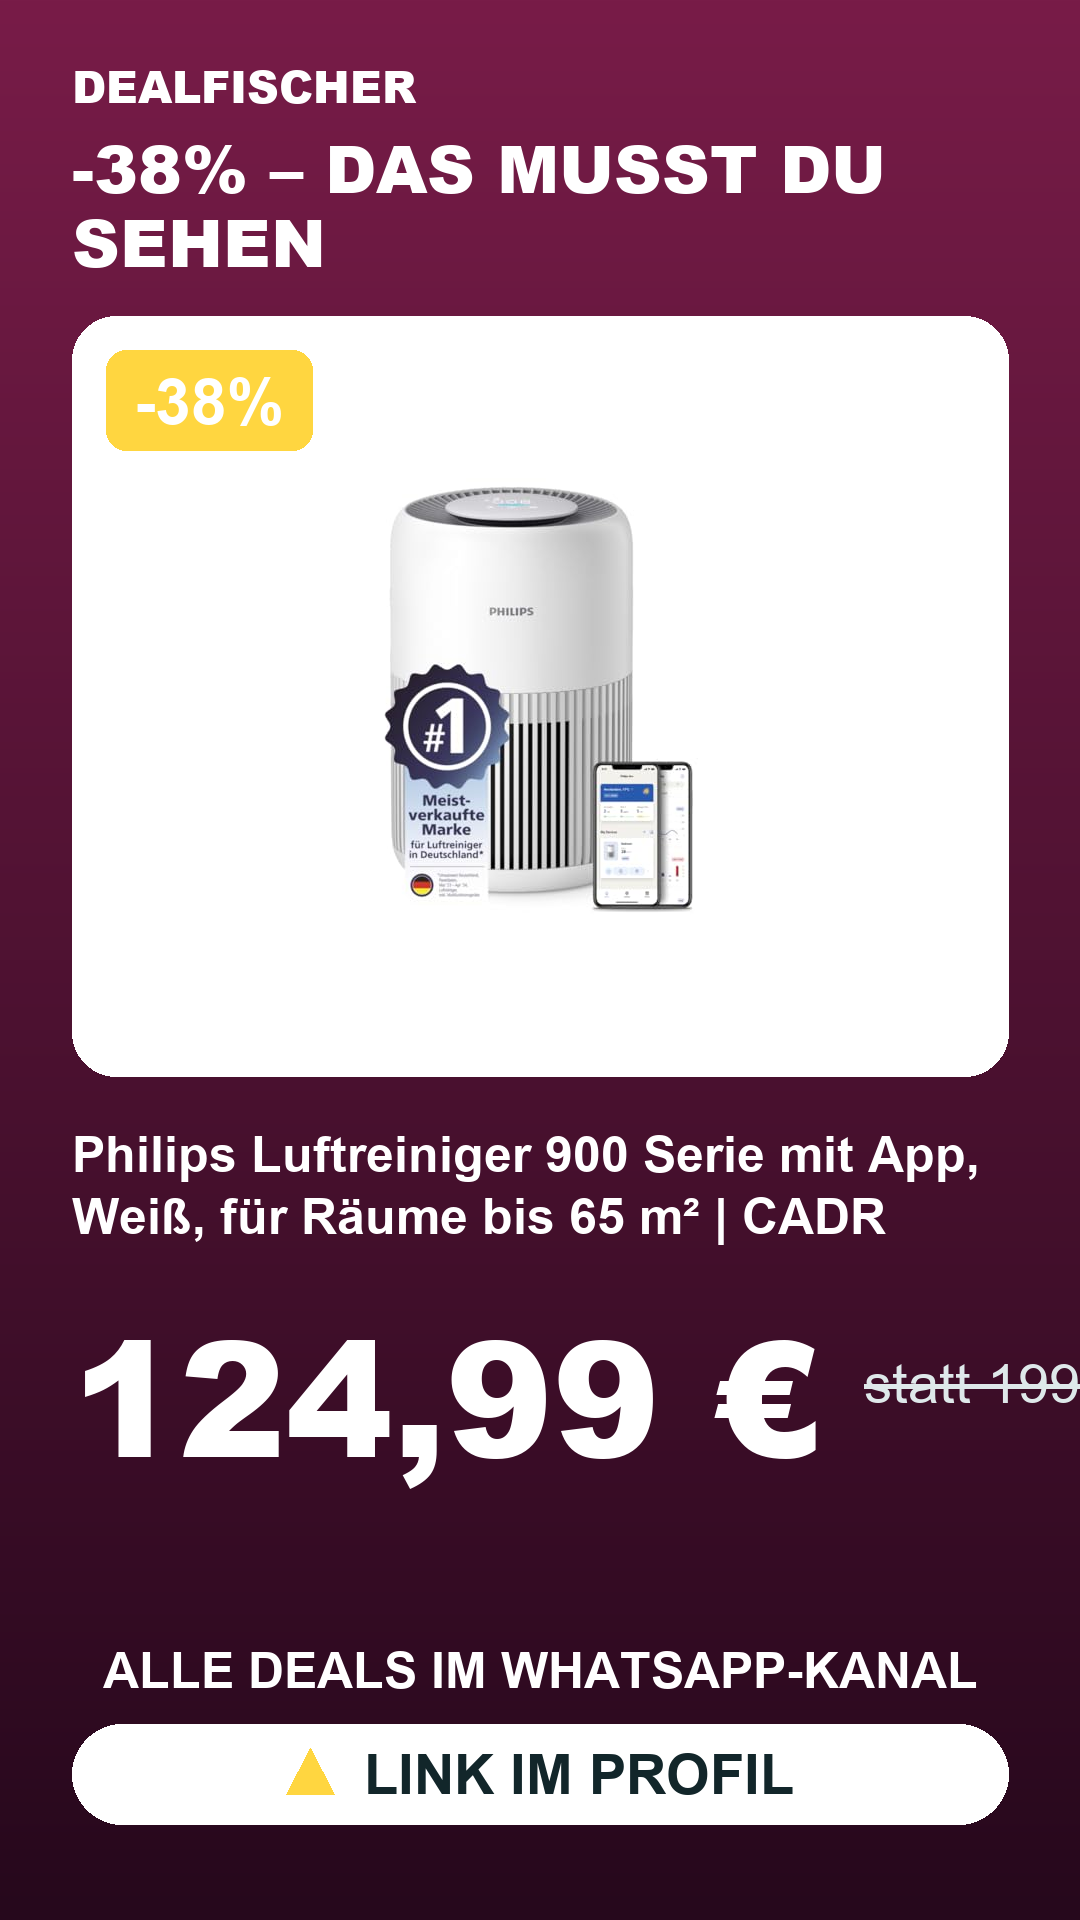 DEALFISCHER
-38% – DAS MUSST DU
SEHEN
-38%
PHILIPS
#1
Meist-
verkaufte
Marke
für Luftreiniger
in Deutschland*
Philips Luftreiniger 900 Serie mit App,
Weiß, für Räume bis 65 m² | CADR
124,99 € statt 199
ALLE DEALS IM WHATSAPP-KANAL
LINK IM PROFIL